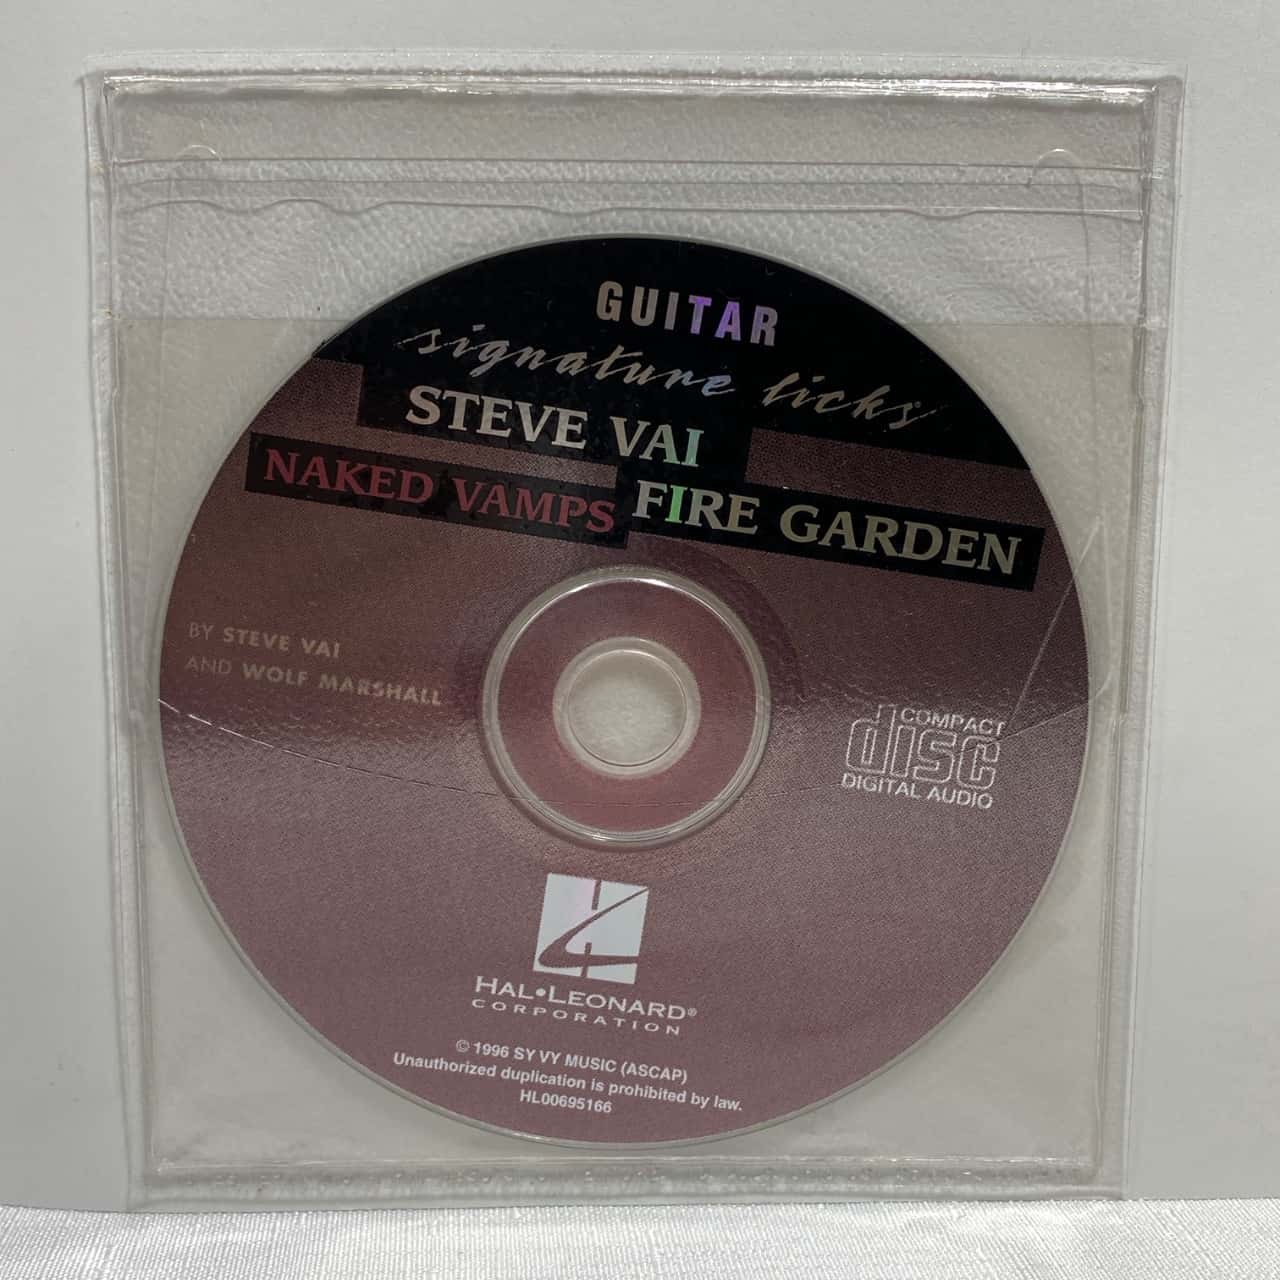 GUITAR
signature licks
STEVE VAI
NAKED VAMPS FIRE GARDEN
BY STEVE VAI
AND WOLF MARSHALL
COMPACT
disc
DIGITAL AUDIO
HAL•LEONARD®
CORPORATION
© 1996 SY VY MUSIC (ASCAP)
Unauthorized duplication is prohibited by law.
HL00695166